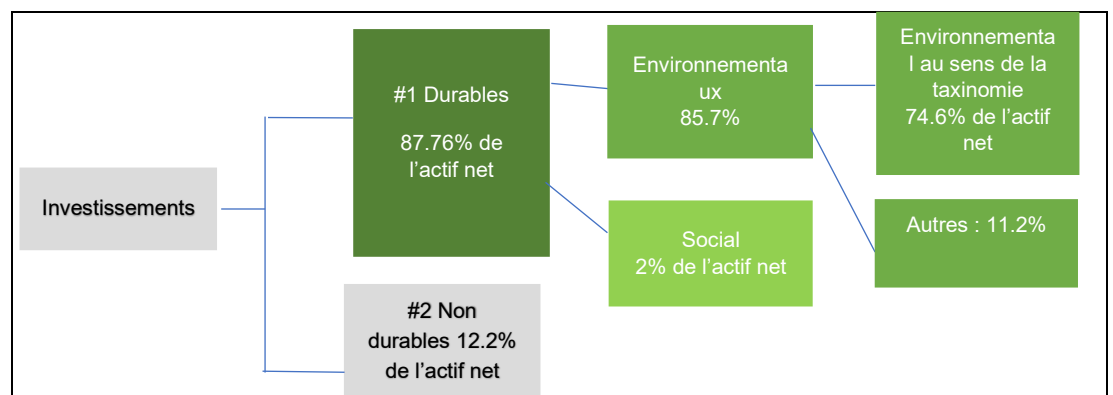 Investissements
#1 Durables
87.76% de
l’actif net
#2 Non
durables 12.2%
de l’actif net
Environnementa
ux
85.7%
Social
2% de l’actif net
Environnementa
l au sens de la
taxinomie
74.6% de l’actif
net
Autres : 11.2%